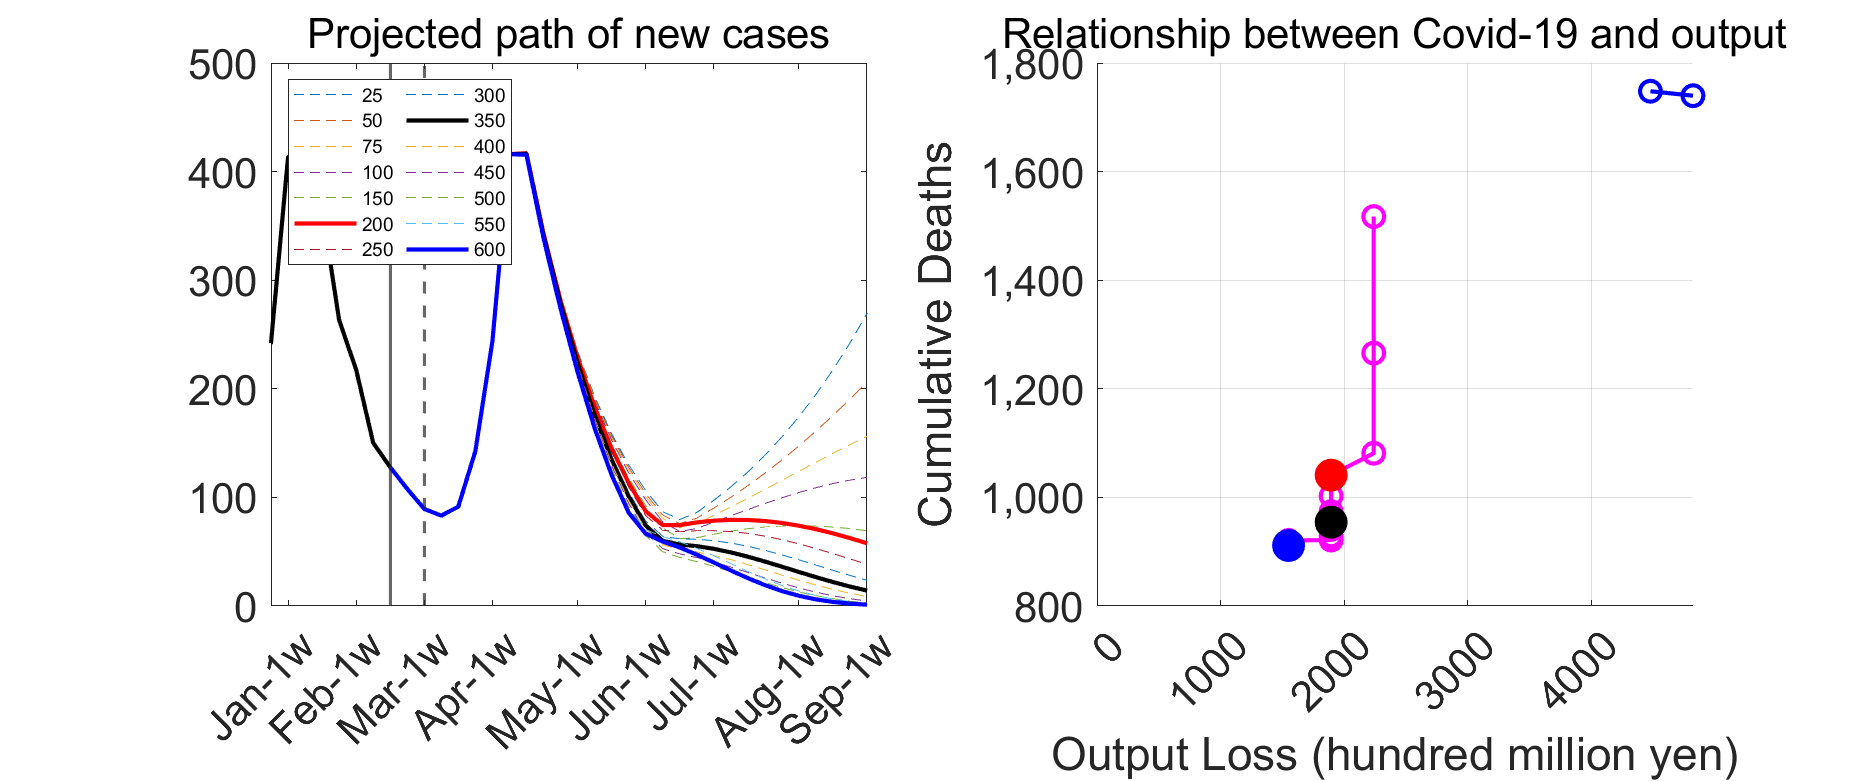 Projected path of new cases
500
400
300
200
100
0
25
50
75
100
150
200
250
300
350
400
450
500
550
600
Jan-1w
Feb-1w
Mar-1w
Apr-1w
May-1w
Jun-1w
Jul-1w
Aug-1w
Sep-1w
Relationship between Covid-19 and output
Cumulative Deaths
1,800
1,600
1,400
1,200
1,000
800
0
1000
2000
3000
4000
Output Loss (hundred million yen)